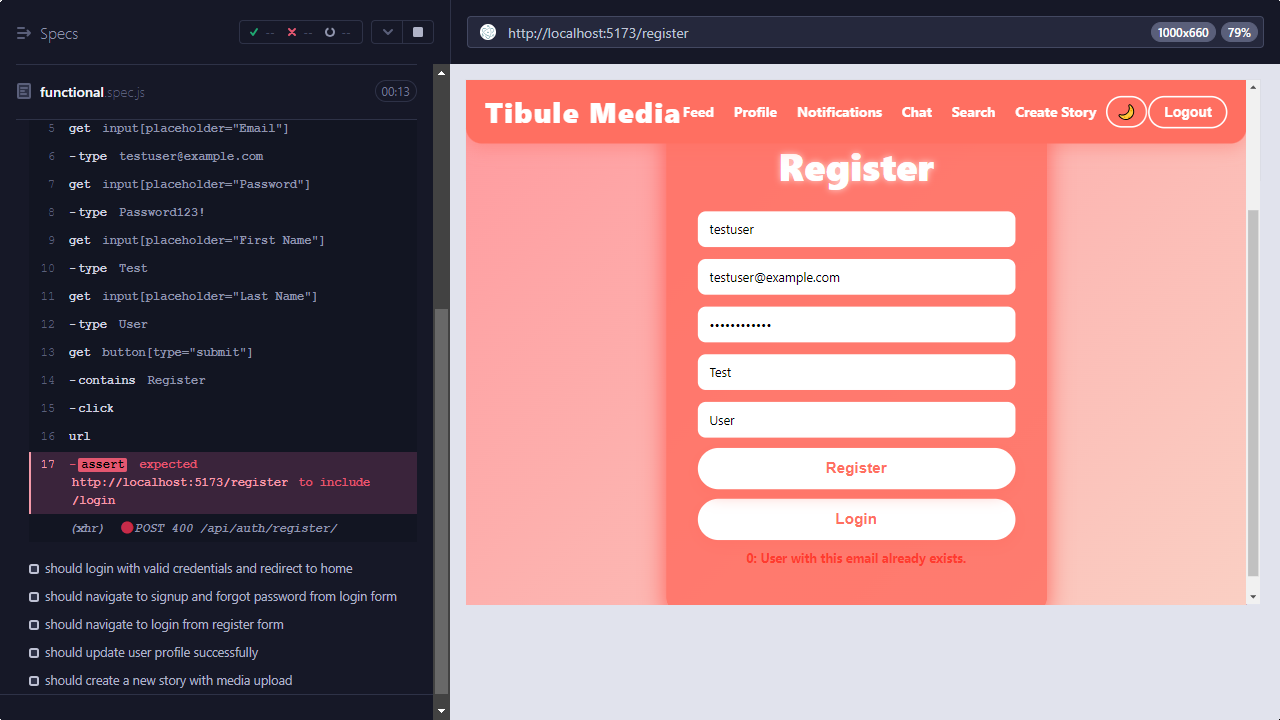 Specs
-- -- --
http://localhost:5173/register
1000x660
79%
functional.spec.js
00:13
5 get input[placeholder="Email"]
6 -type testuser@example.com
7 get input[placeholder="Password"]
8 -type Password123!
9 get input[placeholder="First Name"]
10 -type Test
11 get input[placeholder="Last Name"]
12 -type User
13 get button[type="submit"]
14 -contains Register
15 -click
16 url
17 -assert expected
http://localhost:5173/register to include
/login
(xhr) POST 400 /api/auth/register/
should login with valid credentials and redirect to home
should navigate to signup and forgot password from login form
should navigate to login from register form
should update user profile successfully
should create a new story with media upload
Tibule Media
Feed
Profile
Notifications
Chat
Search
Create Story
Logout
Register
testuser
testuser@example.com
••••••••••••
Test
User
Register
Login
0: User with this email already exists.